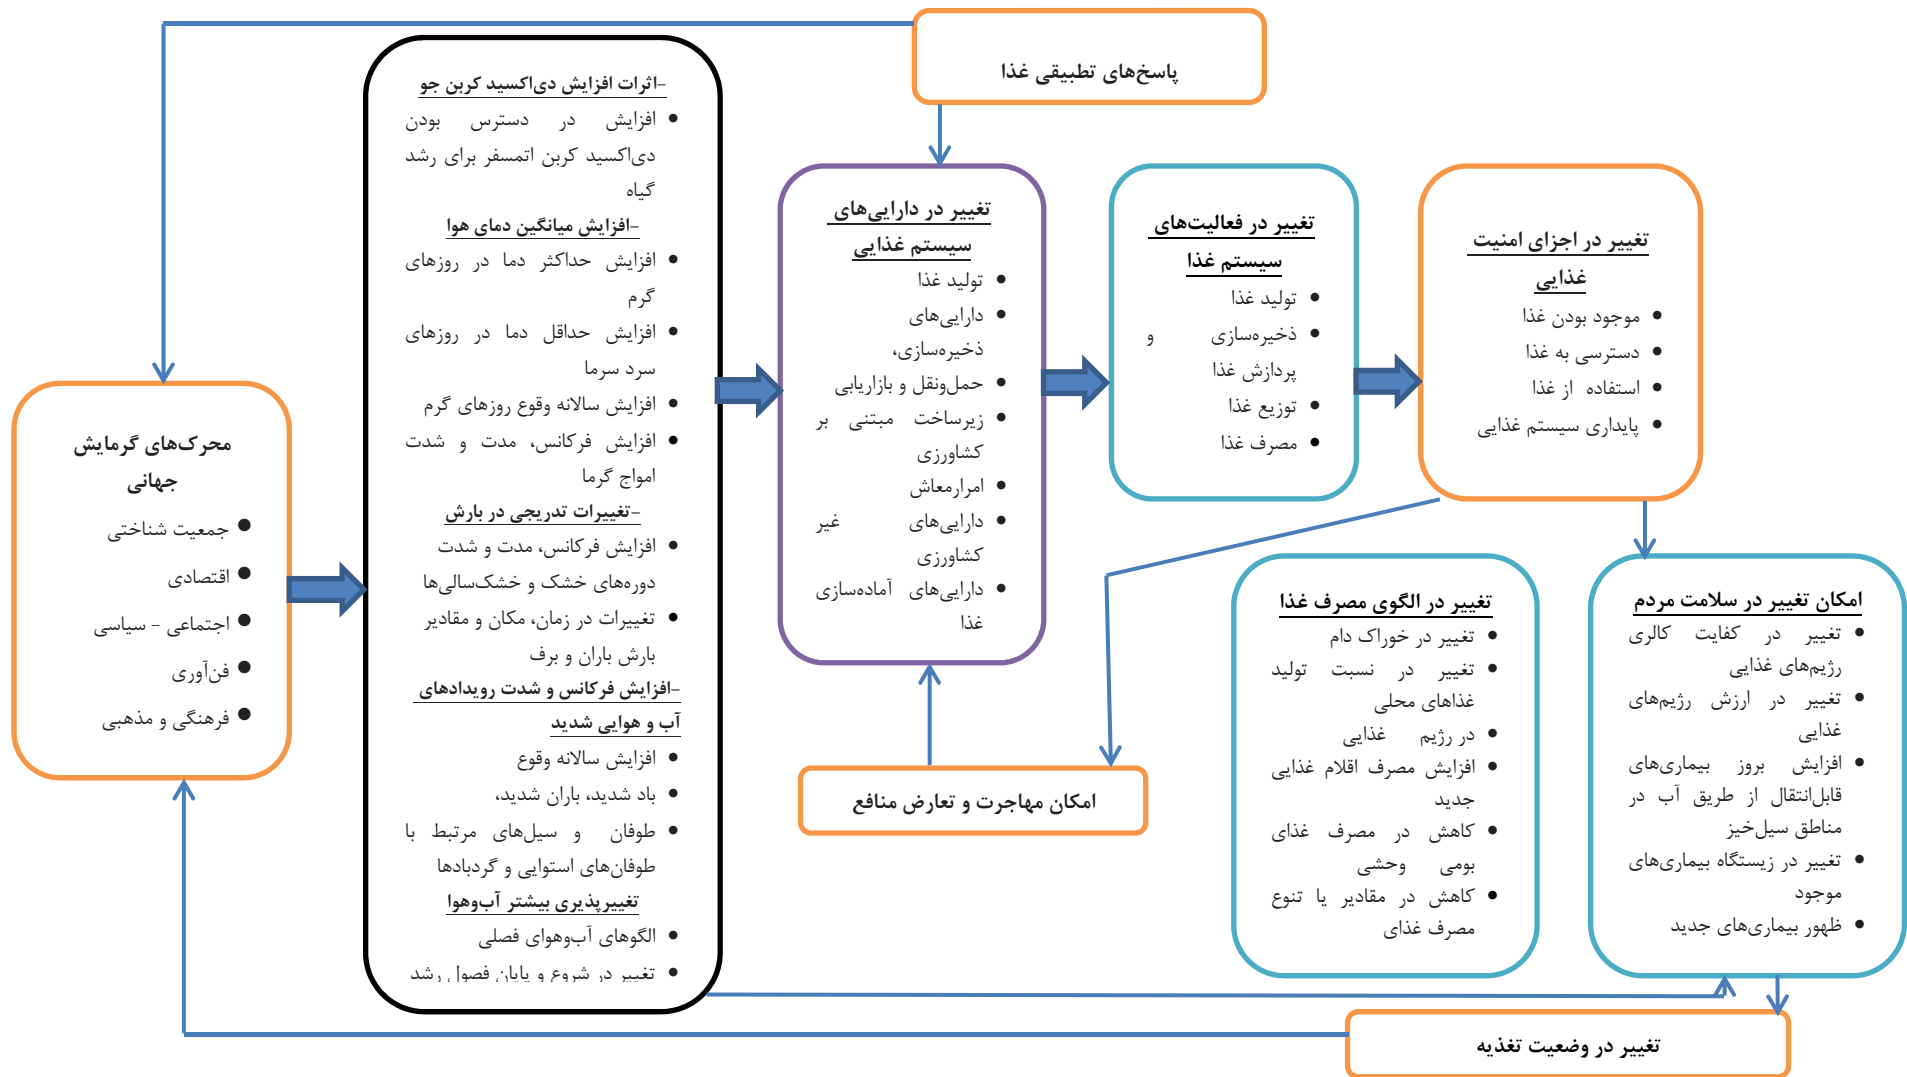 پاسخ‌های تطبیقی غذا
محرک‌های گرمایش
جهانی
جمعیت شناختی
اقتصادی
اجتماعی - سیاسی
فن‌آوری
فرهنگی و مذهبی
-اثرات افزایش دی‌اکسید کربن جو
افزایش در دسترس بودن
دی‌اکسید کربن اتمسفر برای رشد
گیاه
-افزایش میانگین دمای هوا
افزایش حداکثر دما در روزهای
گرم
افزایش حداقل دما در روزهای
سرد سرما
افزایش سالانه وقوع روزهای گرم
افزایش فرکانس، مدت و شدت
امواج گرما
-تغییرات تدریجی در بارش
افزایش فرکانس، مدت و شدت
دوره‌های خشک و خشک‌سالی‌ها
تغییرات در زمان، مکان و مقادیر
بارش باران و برف
-افزایش فرکانس و شدت رویدادهای
آب و هوایی شدید
افزایش سالانه وقوع
باد شدید، باران شدید،
طوفان و سیل‌های مرتبط با
طوفان‌های استوایی و گردبادها
تغییرپذیری بیشتر آب‌وهوا
الگوهای آب‌وهوای فصلی
تغییر در شروع و پایان فصول رشد
تغییر در دارایی‌های
سیستم غذایی
تولید غذا
دارایی‌های
ذخیره‌سازی،
حمل‌ونقل و بازاریابی
زیرساخت مبتنی بر
کشاورزی
امرارمعاش
دارایی‌های غیر
کشاورزی
دارایی‌های آماده‌سازی
غذا
تغییر در فعالیت‌های
سیستم غذا
تولید غذا
ذخیره‌سازی و
پردازش غذا
توزیع غذا
مصرف غذا
تغییر در اجزای امنیت
غذایی
موجود بودن غذا
دسترسی به غذا
استفاده از غذا
پایداری سیستم غذایی
امکان مهاجرت و تعارض منافع
تغییر در الگوی مصرف غذا
تغییر در خوراک دام
تغییر در نسبت تولید
غذاهای محلی
در رژیم غذایی
افزایش مصرف اقلام غذایی
جدید
کاهش در مصرف غذای
بومی وحشی
کاهش در مقادیر یا تنوع
مصرف غذای
امکان تغییر در سلامت مردم
تغییر در کفایت کالری
رژیم‌های غذایی
تغییر در ارزش رژیم‌های
غذایی
افزایش بروز بیماری‌های
قابل‌انتقال از طریق آب در
مناطق سیل‌خیز
تغییر در زیستگاه بیماری‌های
موجود
ظهور بیماری‌های جدید
تغییر در وضعیت تغذیه